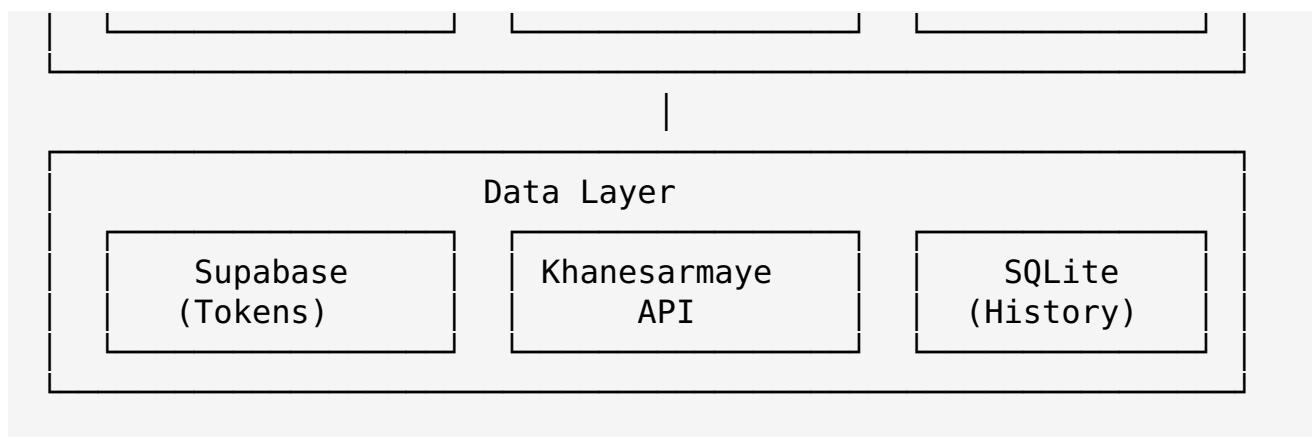 Data Layer
Supabase Khanesarmaye SQLite
(Tokens) API (History)